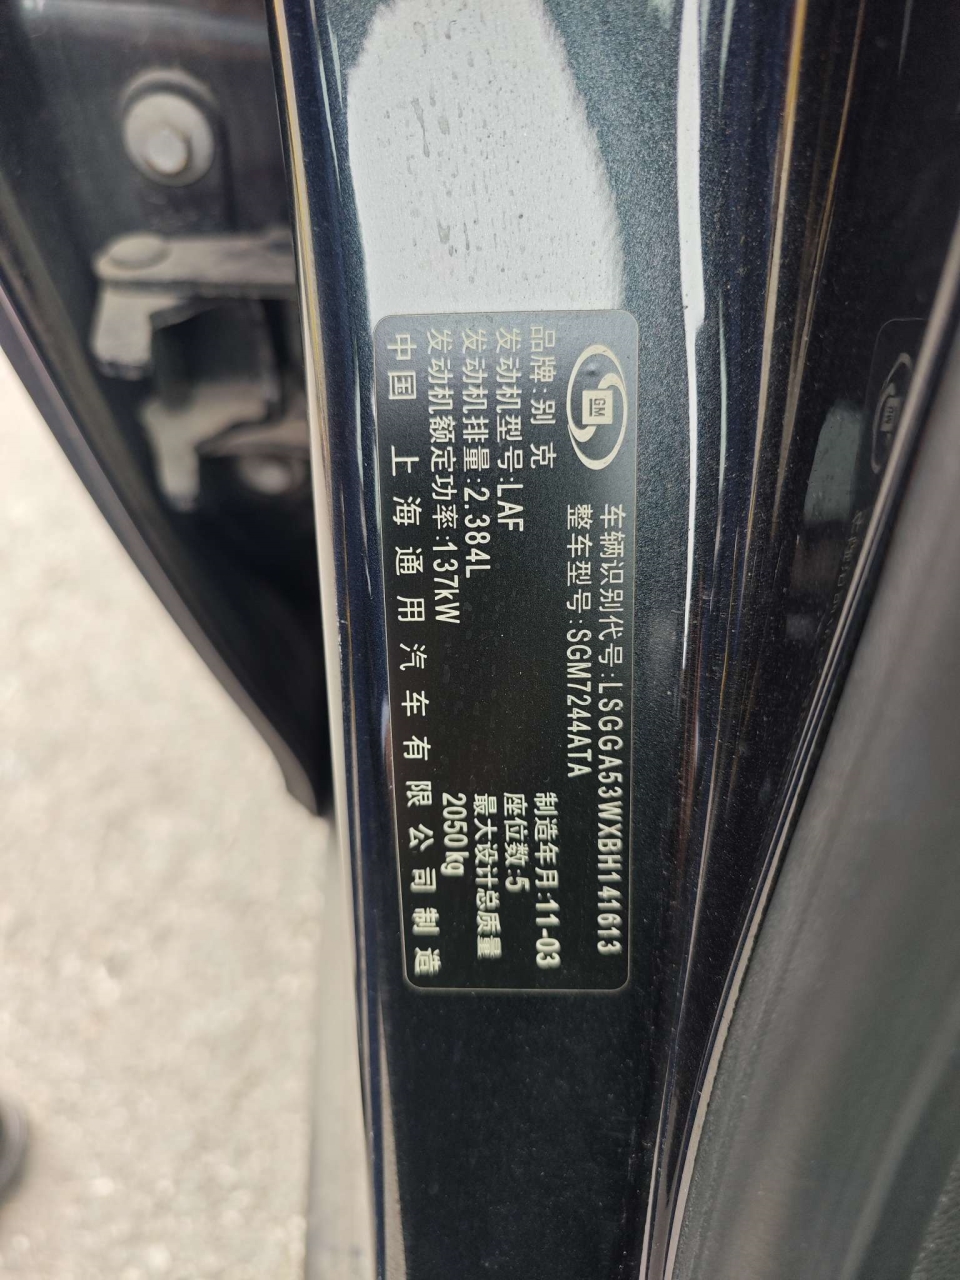 GM
车辆识别代号:LSGGA53WXBH141613
整车型号:SGM7244ATA
品牌:别 克
发动机型号:LAF
发动机排量:2.384L
发动机额定功率:137kW
制造年月:11-03
座位数:5
最大设计总质量
2050kg
中国 上海通用汽车有限公司制造